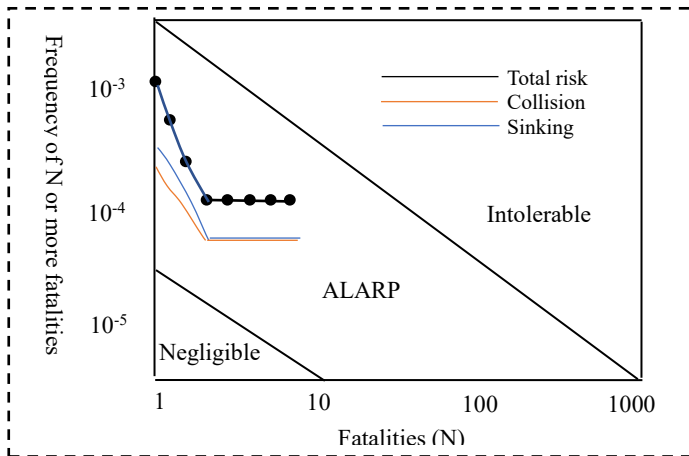 Frequency of N or more fatalities
10-3
10-4
10-5
Total risk
Collision
Sinking
Intolerable
ALARP
Negligible
1 10 100 1000
Fatalities (N)